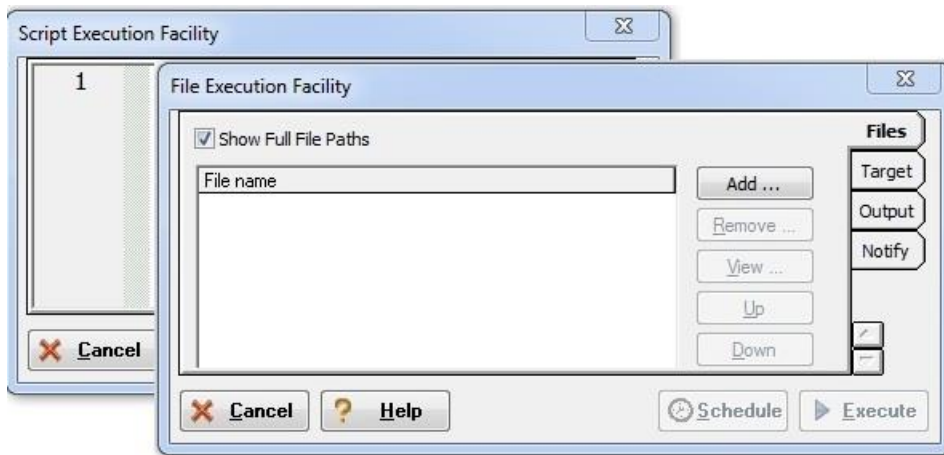 Script Execution Facility
1
Cancel
File Execution Facility
Show Full File Paths
File name
Add ...
Remove ...
View ...
Up
Down
Files
Target
Output
Notify
Cancel
Help
Schedule
Execute